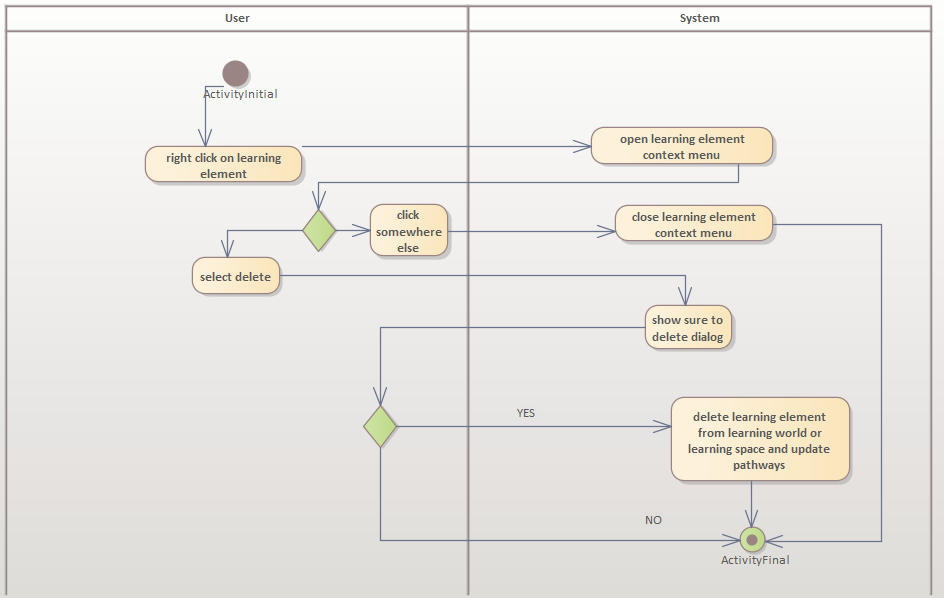 User
System
ActivityInitial
right click on learning
element
open learning element
context menu
click
somewhere
else
close learning element
context menu
select delete
show sure to
delete dialog
YES
delete learning element
from learning world or
learning space and update
pathways
NO
ActivityFinal